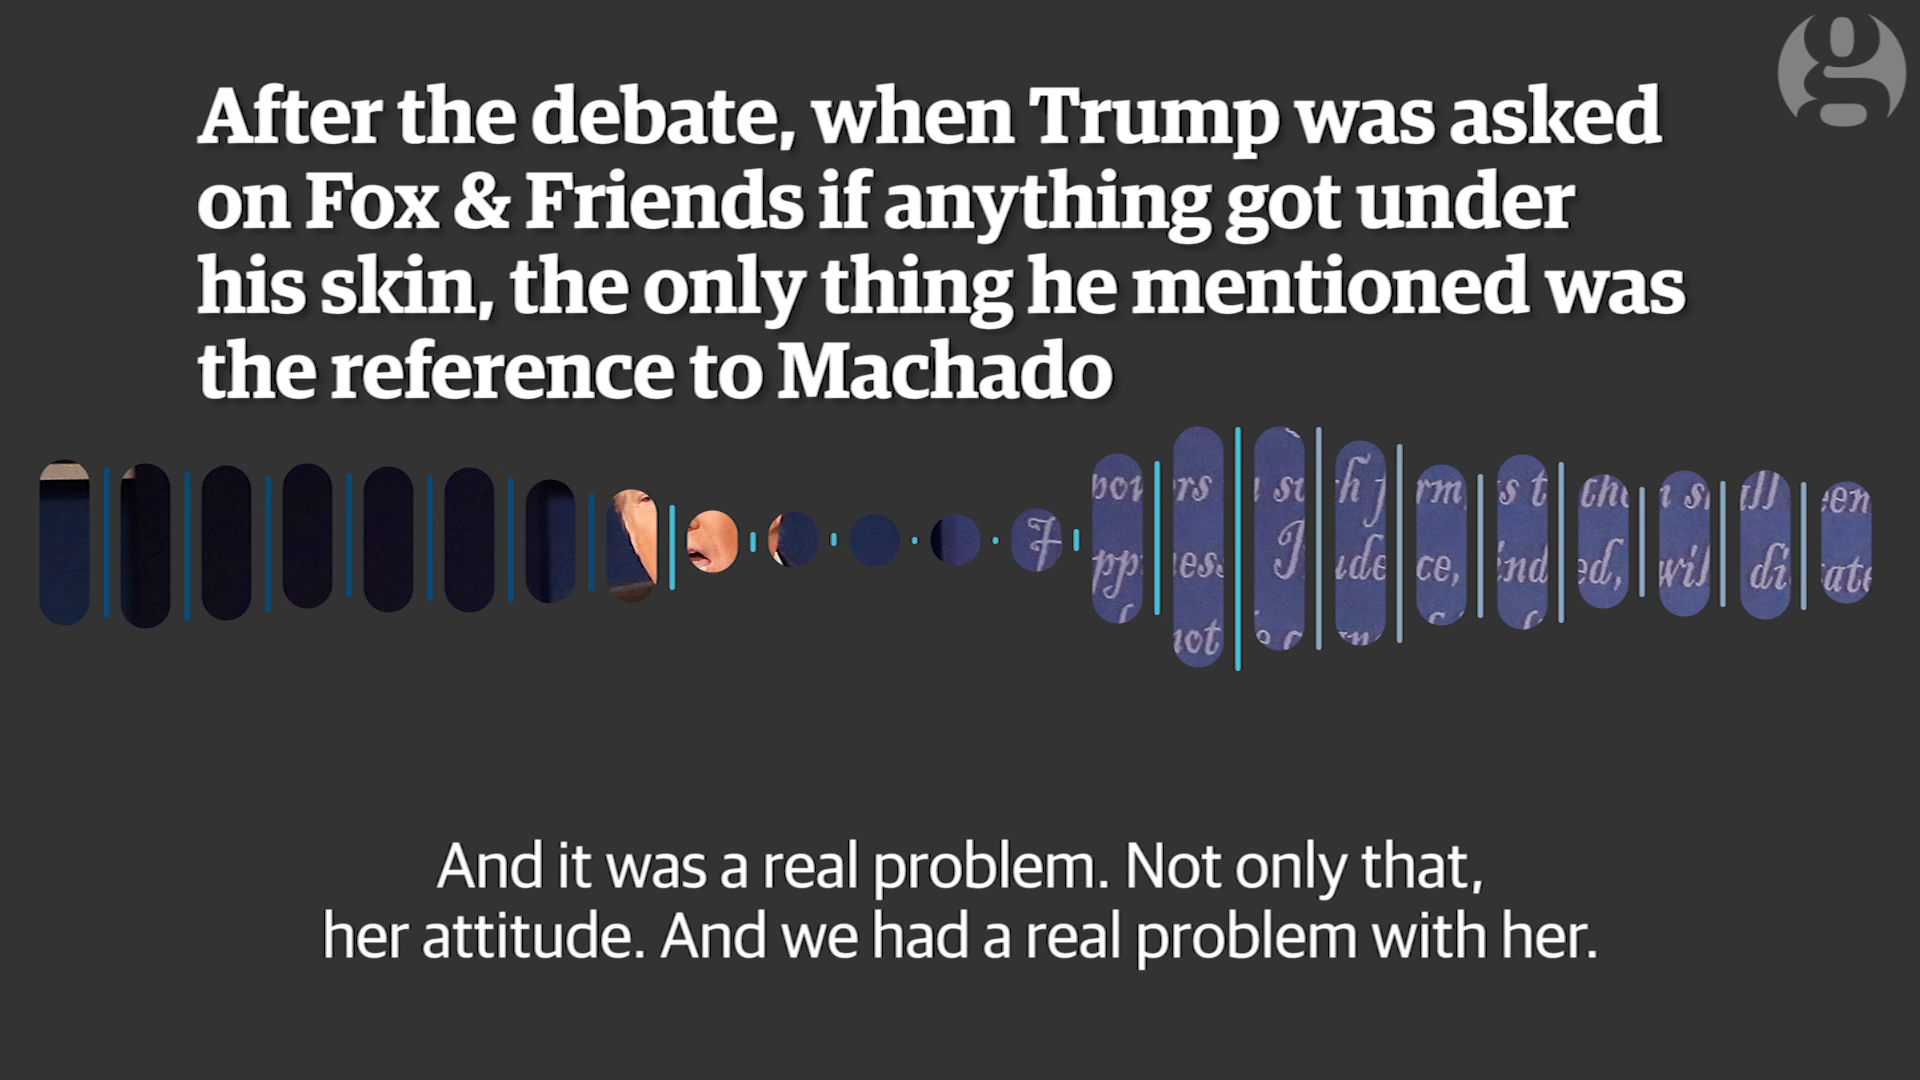 After the debate, when Trump was asked
on Fox & Friends if anything got under
his skin, the only thing he mentioned was
the reference to Machado
And it was a real problem. Not only that,
her attitude. And we had a real problem with her.